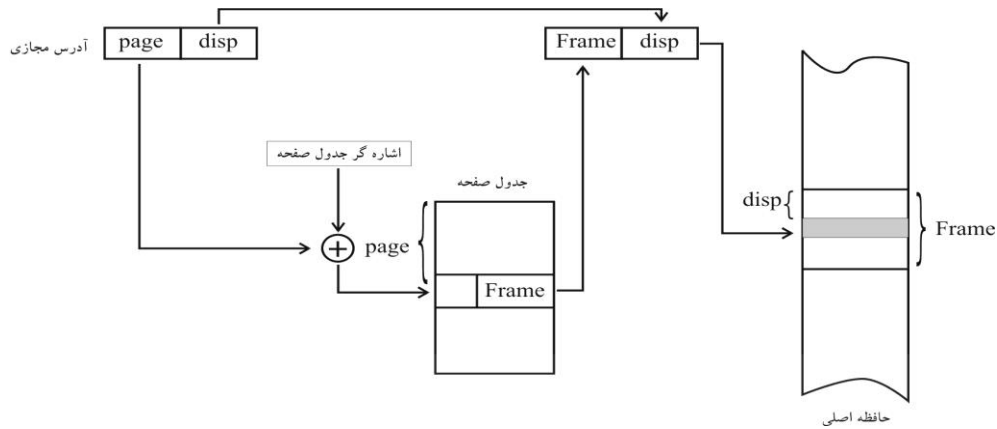 آدرس مجازی
page disp
Frame disp
اشاره گر جدول صفحه
جدول صفحه
page
Frame
disp
Frame
حافظه اصلی